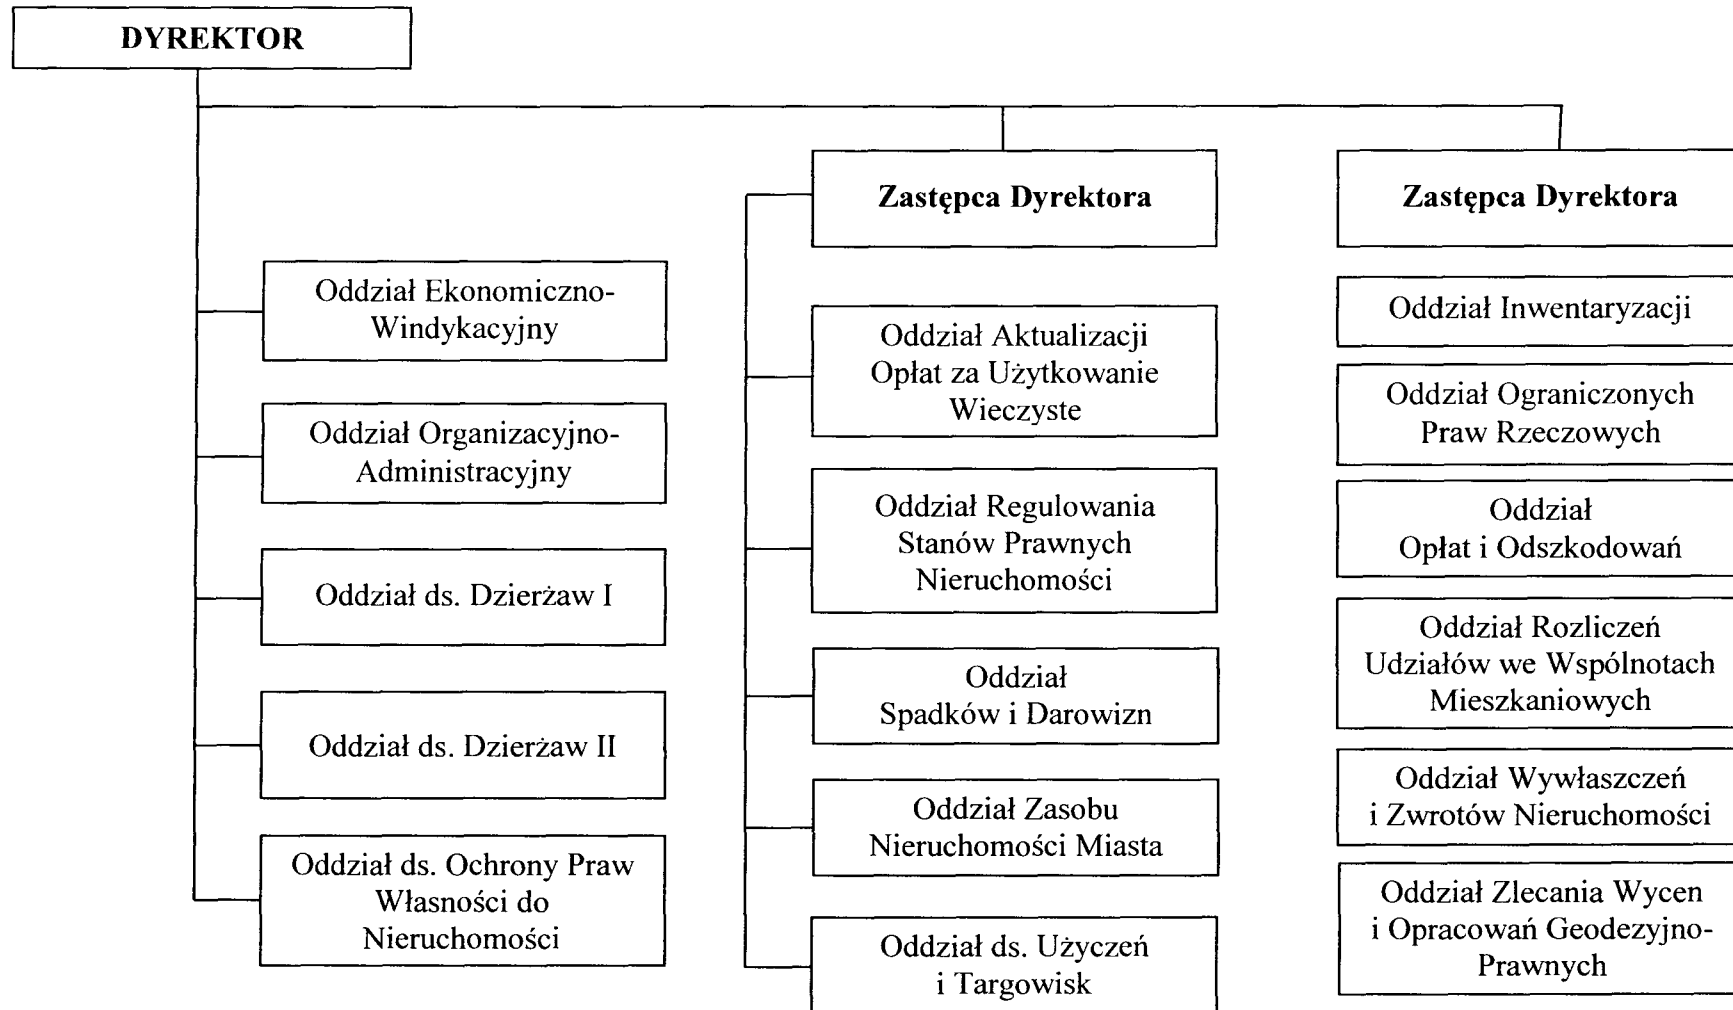 DYREKTOR
Zastępca Dyrektora
Zastępca Dyrektora
Oddział Ekonomiczno-
Windykacyjny
Oddział Organizacyjno-
Administracyjny
Oddział ds. Dzierżaw I
Oddział ds. Dzierżaw II
Oddział ds. Ochrony Praw
Własności do
Nieruchomości
Oddział Aktualizacji
Opłat za Użytkowanie
Wieczyste
Oddział Regulowania
Stanów Prawnych
Nieruchomości
Oddział
Spadków i Darowizn
Oddział Zasobu
Nieruchomości Miasta
Oddział ds. Użyczeń
i Targowisk
Oddział Inwentaryzacji
Oddział Ograniczonych
Praw Rzeczowych
Oddział
Opłat i Odszkodowań
Oddział Rozliczeń
Udziałów we Wspólnotach
Mieszkaniowych
Oddział Wywłaszczeń
i Zwrotów Nieruchomości
Oddział Zlecania Wycen
i Opracowań Geodezyjno-
Prawnych